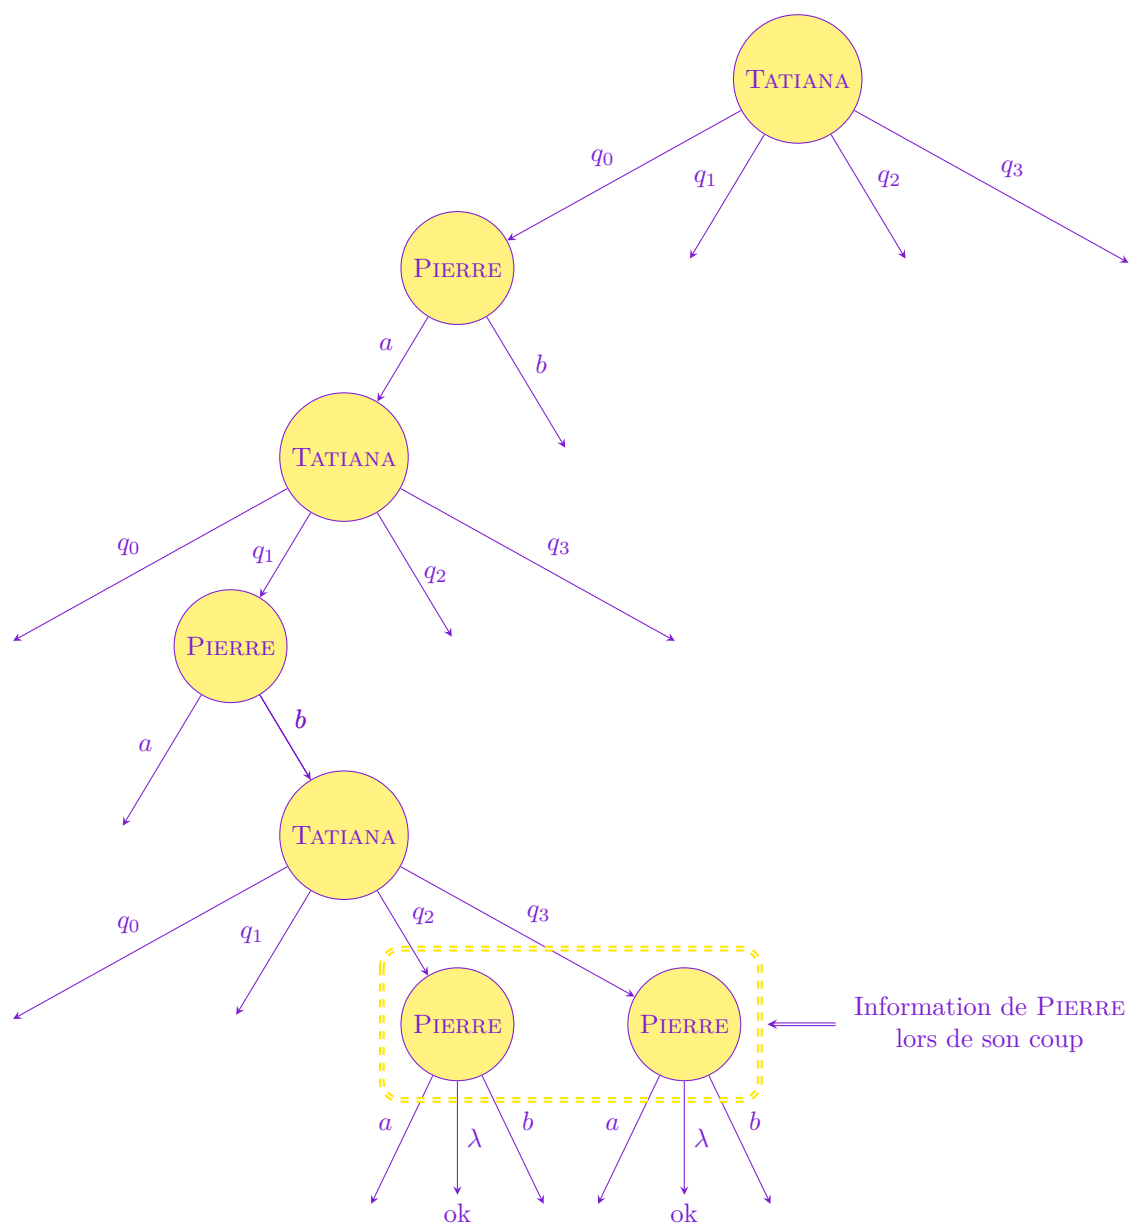 TATIANA
q0
q1
q2
q3
PIERRE
a
b
TATIANA
q0
q1
q2
q3
PIERRE
a
b
TATIANA
q0
q1
q2
q3
PIERRE
PIERRE
Information de PIERRE
lors de son coup
a
λ
b
a
λ
b
ok
ok